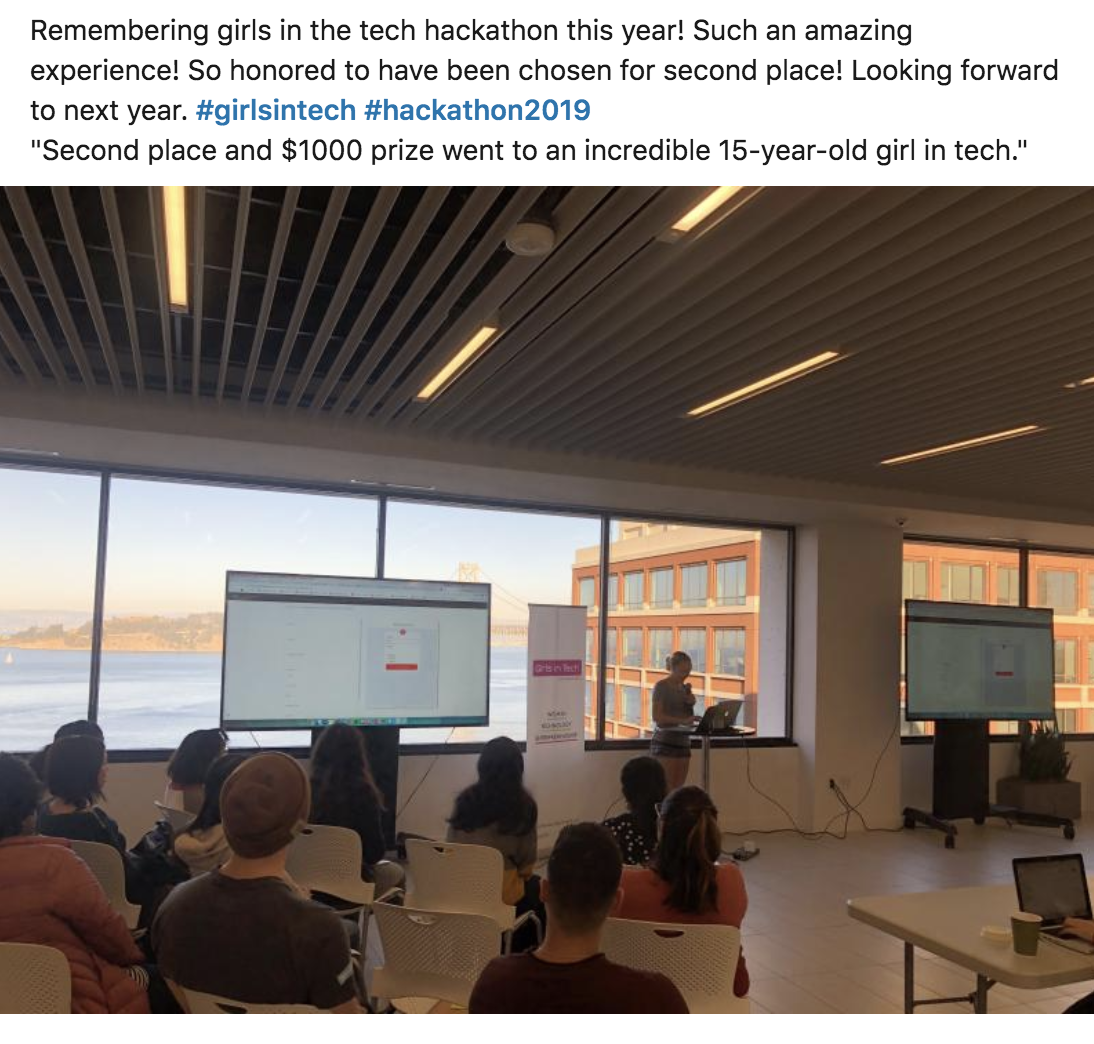 Remembering girls in the tech hackathon this year! Such an amazing
experience! So honored to have been chosen for second place! Looking forward
to next year. #girlsintech #hackathon2019
"Second place and $1000 prize went to an incredible 15-year-old girl in tech."
Girls in Tech